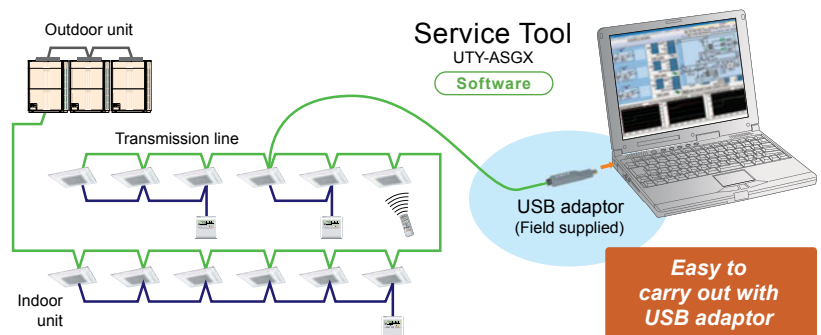 Outdoor unit
Service Tool
UTY-ASGX
Software
Transmission line
USB adaptor
(Field supplied)
Indoor
unit
Easy to
carry out with
USB adaptor